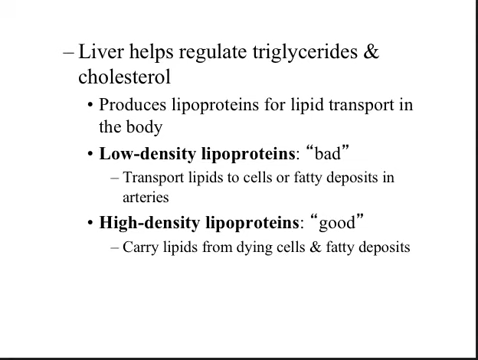 – Liver helps regulate triglycerides &
cholesterol
• Produces lipoproteins for lipid transport in
the body
• Low-density lipoproteins: “bad”
– Transport lipids to cells or fatty deposits in
arteries
• High-density lipoproteins: “good”
– Carry lipids from dying cells & fatty deposits